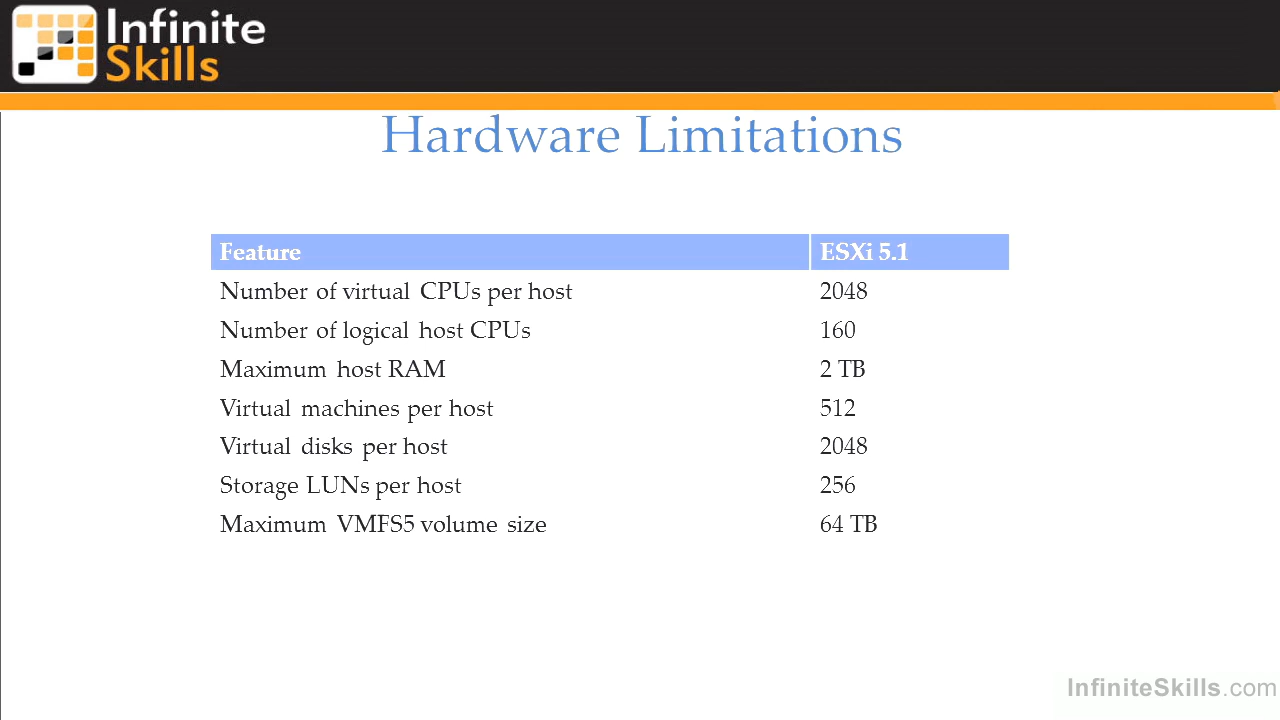 Infinite
Skills
Hardware Limitations
Feature ESXi 5.1
Number of virtual CPUs per host 2048
Number of logical host CPUs 160
Maximum host RAM 2 TB
Virtual machines per host 512
Virtual disks per host 2048
Storage LUNs per host 256
Maximum VMFS5 volume size 64 TB
InfiniteSkills.com